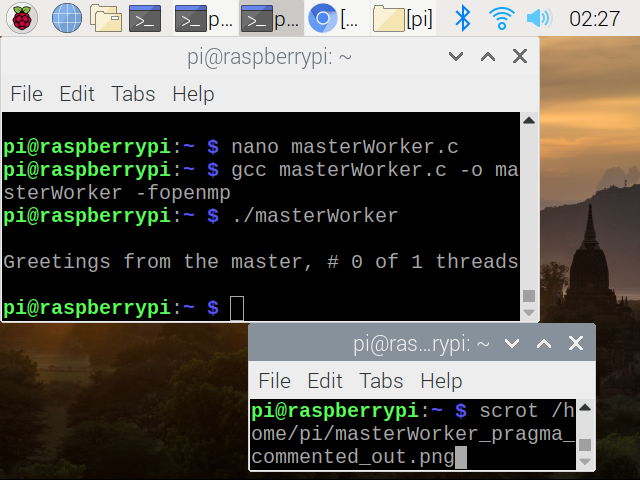 p...
p...
[...
[pi]
02:27
pi@raspberrypi: ~
File Edit Tabs Help
pi@raspberrypi:~ $ nano masterWorker.c
pi@raspberrypi:~ $ gcc masterWorker.c -o ma
sterWorker -fopenmp
pi@raspberrypi:~ $ ./masterWorker
Greetings from the master, # 0 of 1 threads
pi@raspberrypi:~ $
pi@ras...rypi: ~
File Edit Tabs Help
pi@raspberrypi:~ $ scrot /h
ome/pi/masterWorker_pragma_
commented_out.png